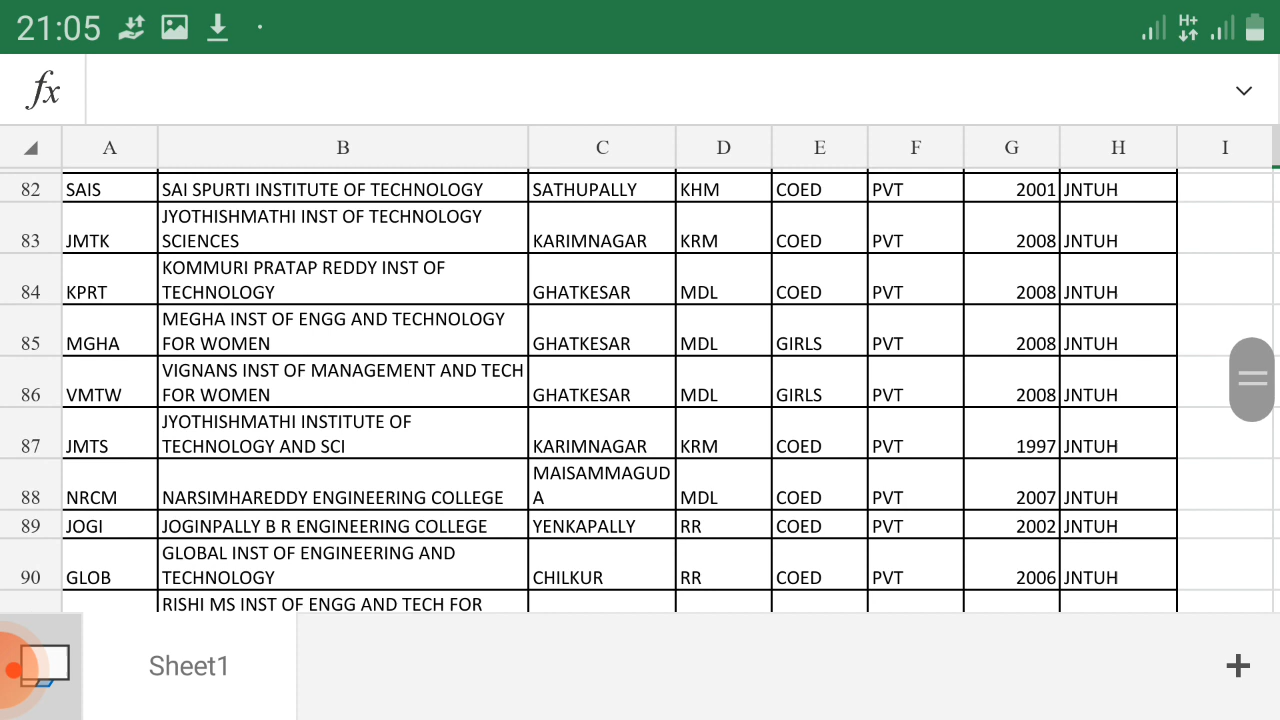 21:05 H+
fx
A B C D E F G H I
82 SAIS SAI SPURTI INSTITUTE OF TECHNOLOGY SATHUPALLY KHM COED PVT 2001 JNTUH
JYOTHISHMATHI INST OF TECHNOLOGY
83 JMTK SCIENCES KARIMNAGAR KRM COED PVT 2008 JNTUH
KOMMURI PRATAP REDDY INST OF
84 KPRT TECHNOLOGY GHATKESAR MDL COED PVT 2008 JNTUH
MEGHA INST OF ENGG AND TECHNOLOGY
85 MGHA FOR WOMEN GHATKESAR MDL GIRLS PVT 2008 JNTUH
VIGNANS INST OF MANAGEMENT AND TECH
86 VMTW FOR WOMEN GHATKESAR MDL GIRLS PVT 2008 JNTUH
JYOTHISHMATHI INSTITUTE OF
87 JMTS TECHNOLOGY AND SCI KARIMNAGAR KRM COED PVT 1997 JNTUH
MAISAMMAGUD
88 NRCM NARSIMHAREDDY ENGINEERING COLLEGE A MDL COED PVT 2007 JNTUH
89 JOGI JOGINPALLY B R ENGINEERING COLLEGE YENKAPALLY RR COED PVT 2002 JNTUH
GLOBAL INST OF ENGINEERING AND
90 GLOB TECHNOLOGY CHILKUR RR COED PVT 2006 JNTUH
RISHI MS INST OF ENGG AND TECH FOR
Sheet1